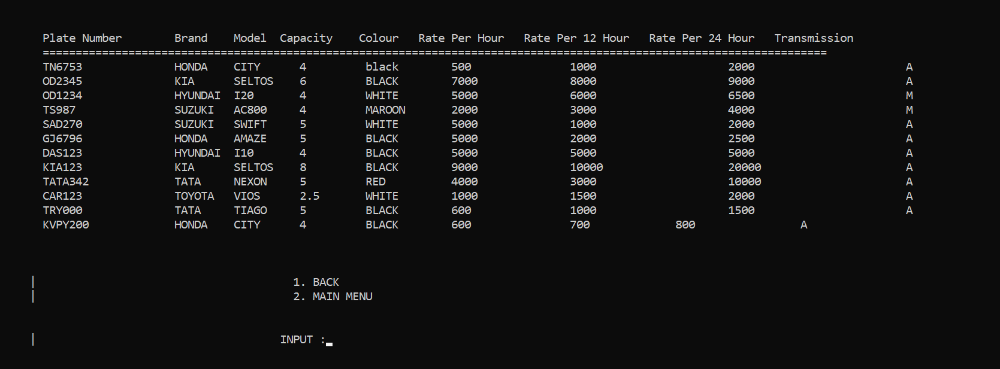 Plate Number Brand Model Capacity Colour Rate Per Hour Rate Per 12 Hour Rate Per 24 Hour Transmission
=======================================================================================================================
TN6753 HONDA CITY 4 black 500 1000 2000 A
OD2345 KIA SELTOS 6 BLACK 7000 8000 9000 A
OD1234 HYUNDAI I20 4 WHITE 5000 6000 6500 M
TS987 SUZUKI AC800 4 MAROON 2000 3000 4000 M
SAD270 SUZUKI SWIFT 5 WHITE 5000 1000 2000 A
GJ6796 HONDA AMAZE 5 BLACK 5000 2000 2500 A
DAS123 HYUNDAI I10 4 BLACK 5000 5000 5000 A
KIA123 KIA SELTOS 8 BLACK 9000 10000 20000 A
TATA342 TATA NEXON 5 RED 4000 3000 10000 A
CAR123 TOYOTA VIOS 2.5 WHITE 1000 1500 2000 A
TRY000 TATA TIAGO 5 BLACK 600 1000 1500 A
KVPY200 HONDA CITY 4 BLACK 600 700 800 A
| 1. BACK
| 2. MAIN MENU
| INPUT :